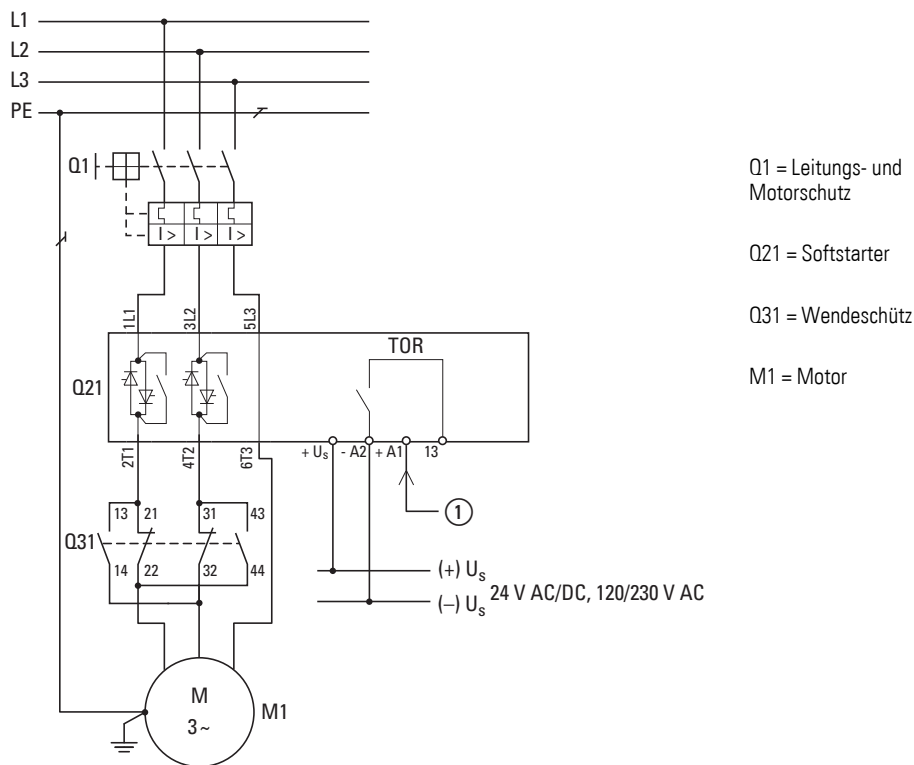 L1
L2
L3
PE
Q1
I > I > I >
Q1 = Leitungs- und
Motorschutz
Q21 = Softstarter
Q31 = Wendeschütz
M1 = Motor
1L1 3L2 5L3
TOR
Q21
2T1 4T2 6T3
+ Us - A2 + A1 13
13 21 31 43
1
Q31
14 22 32 44
(+) Us
24 V AC/DC, 120/230 V AC
(–) Us
M
3 ~
M1